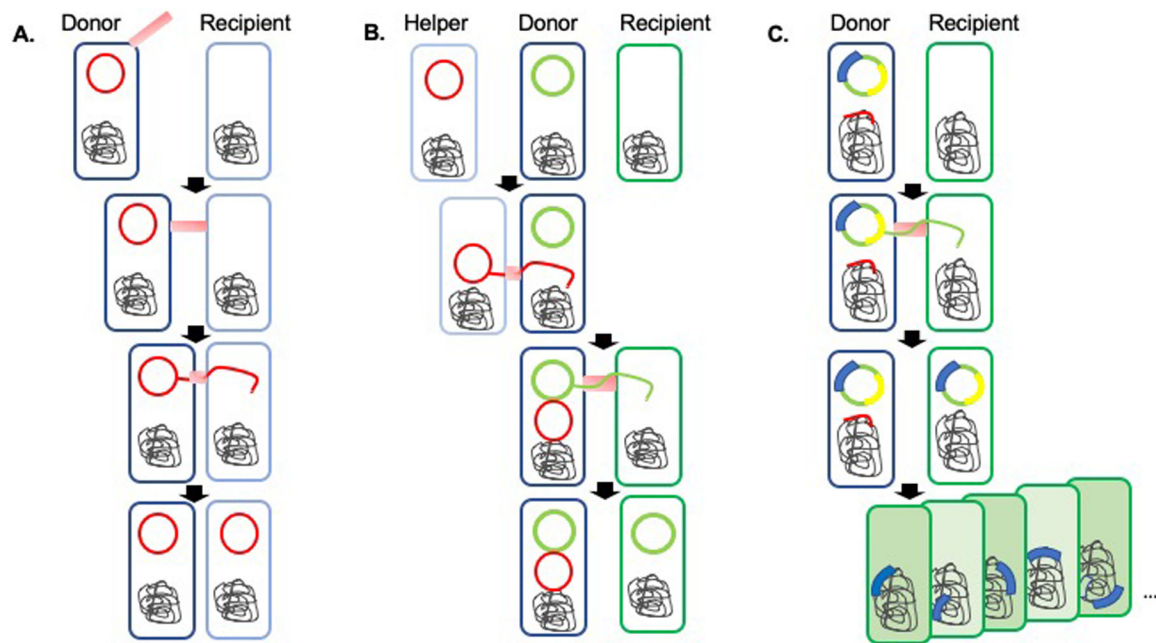 A. Donor Recipient
B. Helper Donor Recipient
C. Donor Recipient
...